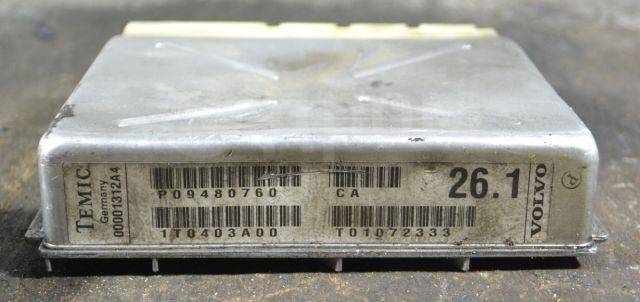 TEMIC
Germany
00001312A4
P09480760
CA
26.1
1T0403A00
T01072333
VOLVO